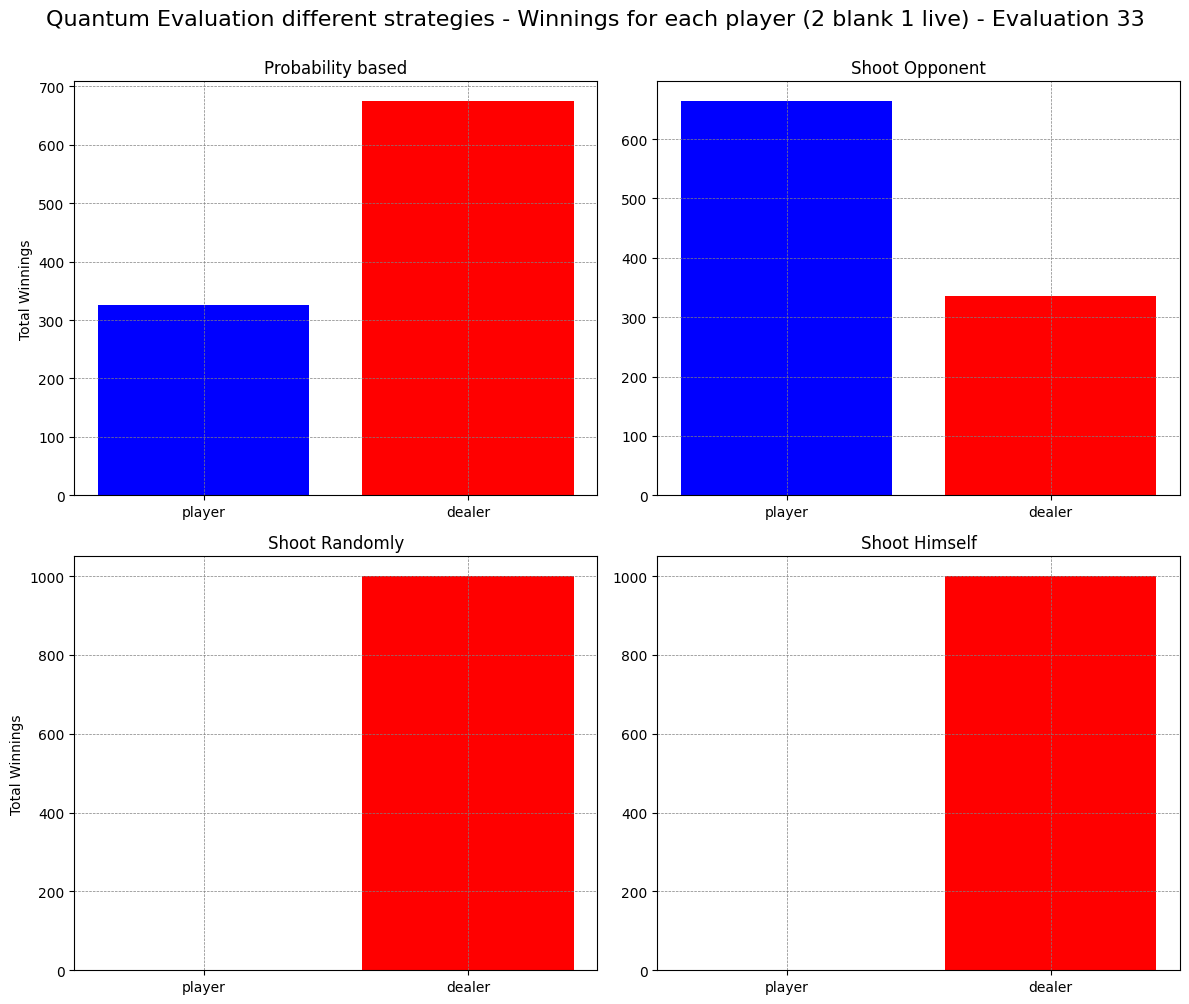 Quantum Evaluation different strategies - Winnings for each player (2 blank 1 live) - Evaluation 33
Probability based
Total Winnings
700
600
500
400
300
200
100
0
player dealer
Shoot Opponent
600
500
400
300
200
100
0
player dealer
Shoot Randomly
Total Winnings
1000
800
600
400
200
0
player dealer
Shoot Himself
1000
800
600
400
200
0
player dealer